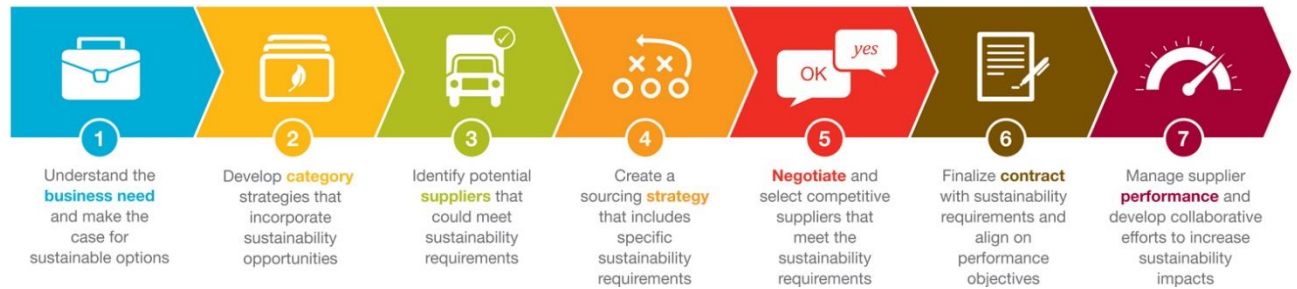 OK
yes
1
Understand the
business need
and make the
case for
sustainable options
2
Develop category
strategies that
incorporate
sustainability
opportunities
3
Identify potential
suppliers that
could meet
sustainability
requirements
4
Create a
sourcing strategy
that includes
specific
sustainability
requirements
5
Negotiate and
select competitive
suppliers that
meet the
sustainability
requirements
6
Finalize contract
with sustainability
requirements and
align on
performance
objectives
7
Manage supplier
performance and
develop collaborative
efforts to increase
sustainability
impacts